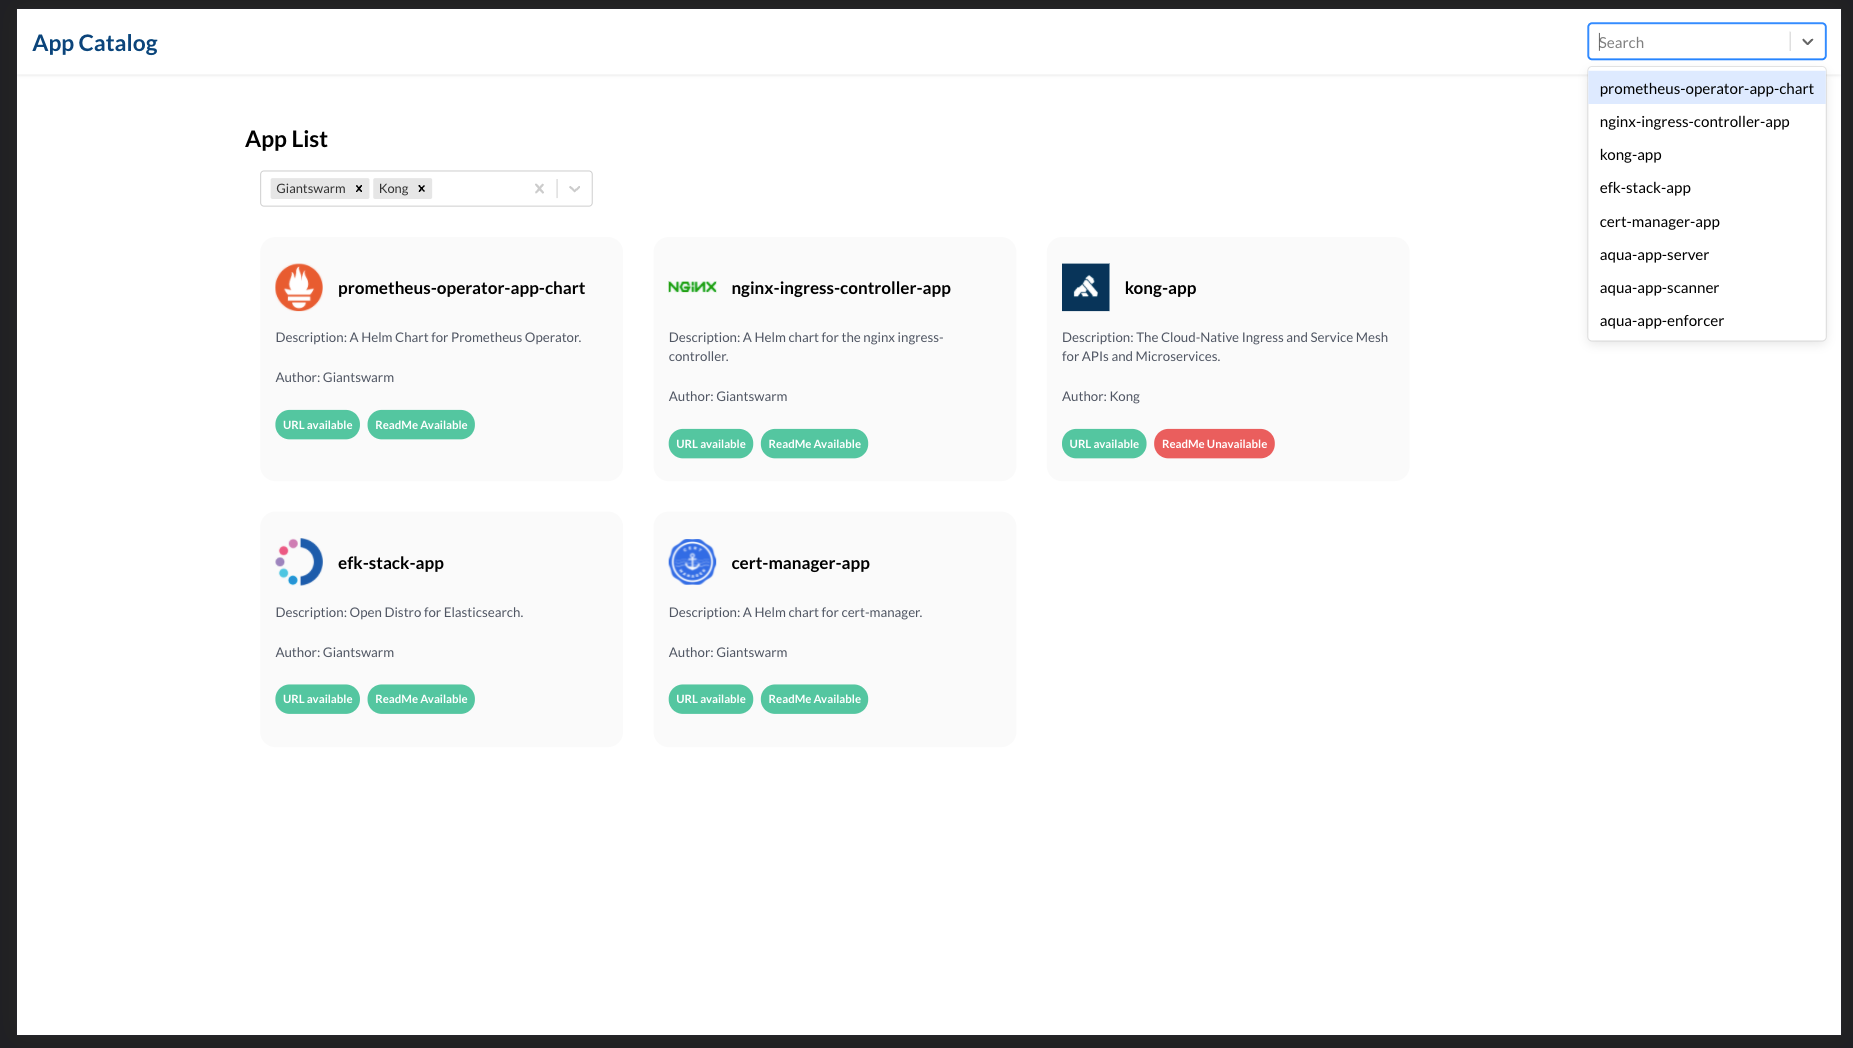 App Catalog
Search
prometheus-operator-app-chart
nginx-ingress-controller-app
kong-app
efk-stack-app
cert-manager-app
aqua-app-server
aqua-app-scanner
aqua-app-enforcer
App List
Giantswarm
Kong
prometheus-operator-app-chart
Description: A Helm Chart for Prometheus Operator.
Author: Giantswarm
URL available
ReadMe Available
NGINX
nginx-ingress-controller-app
Description: A Helm chart for the nginx ingress-
controller.
Author: Giantswarm
URL available
ReadMe Available
kong-app
Description: The Cloud-Native Ingress and Service Mesh
for APIs and Microservices.
Author: Kong
URL available
ReadMe Unavailable
efk-stack-app
Description: Open Distro for Elasticsearch.
Author: Giantswarm
URL available
ReadMe Available
cert-manager-app
Description: A Helm chart for cert-manager.
Author: Giantswarm
URL available
ReadMe Available